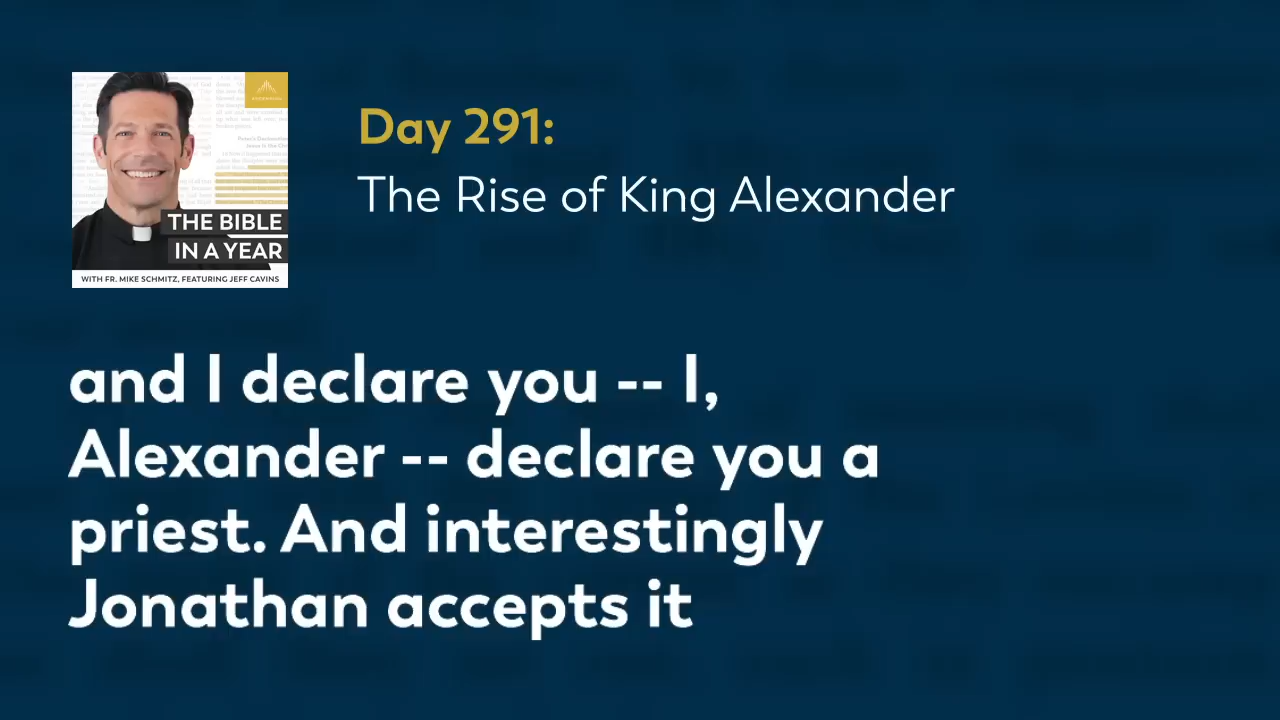 Day 291:
The Rise of King Alexander
THE BIBLE
IN A YEAR
WITH FR. MIKE SCHMITZ, FEATURING JEFF CAVINS
and I declare you -- I,
Alexander -- declare you a
priest. And interestingly
Jonathan accepts it